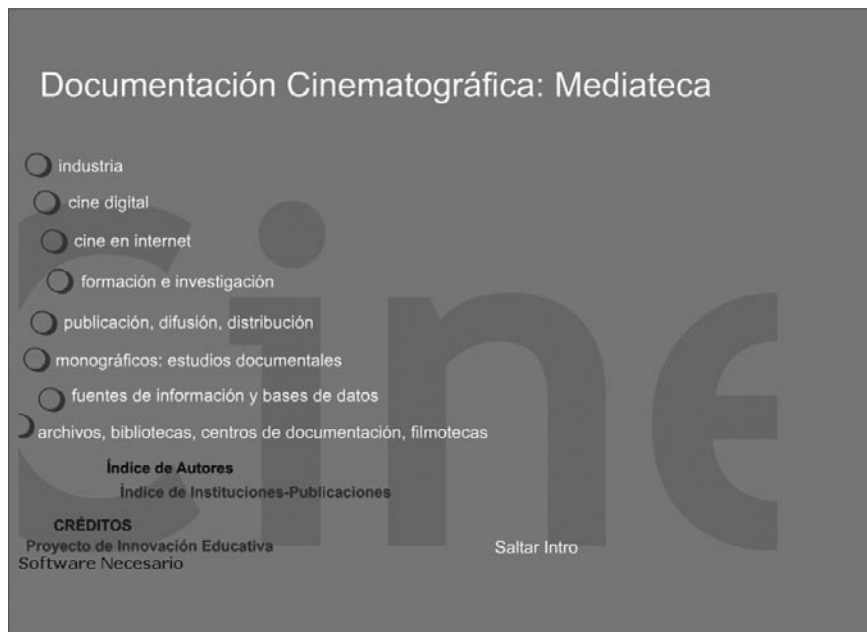 Documentación Cinematográfica: Mediateca
industria
cine digital
cine en internet
formación e investigación
publicación, difusión, distribución
monográficos: estudios documentales
fuentes de información y bases de datos
archivos, bibliotecas, centros de documentación, filmotecas
Índice de Autores
Índice de Instituciones-Publicaciones
CRÉDITOS
Proyecto de Innovación Educativa
Saltar Intro
Software Necesario
Cine